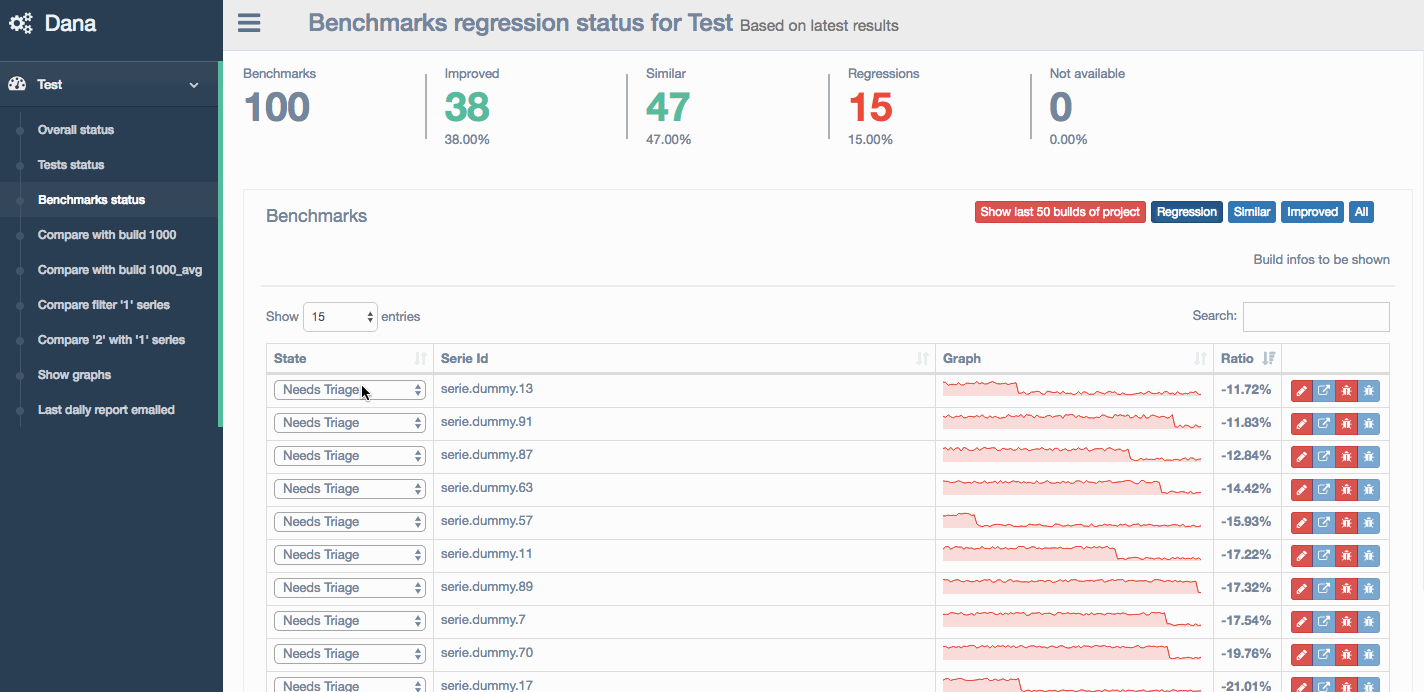 Dana
Benchmarks regression status for Test Based on latest results
Test
Overall status
Tests status
Benchmarks status
Compare with build 1000
Compare with build 1000_avg
Compare filter '1' series
Compare '2' with '1' series
Show graphs
Last daily report emailed
Benchmarks
100
Improved
38
38.00%
Similar
47
47.00%
Regressions
15
15.00%
Not available
0
0.00%
Benchmarks
Show last 50 builds of project Regression Similar Improved All
Build infos to be shown
Show 15 entries
Search:
State Serie Id Graph Ratio
Needs Triage serie.dummy.13 -11.72%
Needs Triage serie.dummy.91 -11.83%
Needs Triage serie.dummy.87 -12.84%
Needs Triage serie.dummy.63 -14.42%
Needs Triage serie.dummy.57 -15.93%
Needs Triage serie.dummy.11 -17.22%
Needs Triage serie.dummy.89 -17.32%
Needs Triage serie.dummy.7 -17.54%
Needs Triage serie.dummy.70 -19.76%
Needs Triage serie.dummy.17 -21.01%